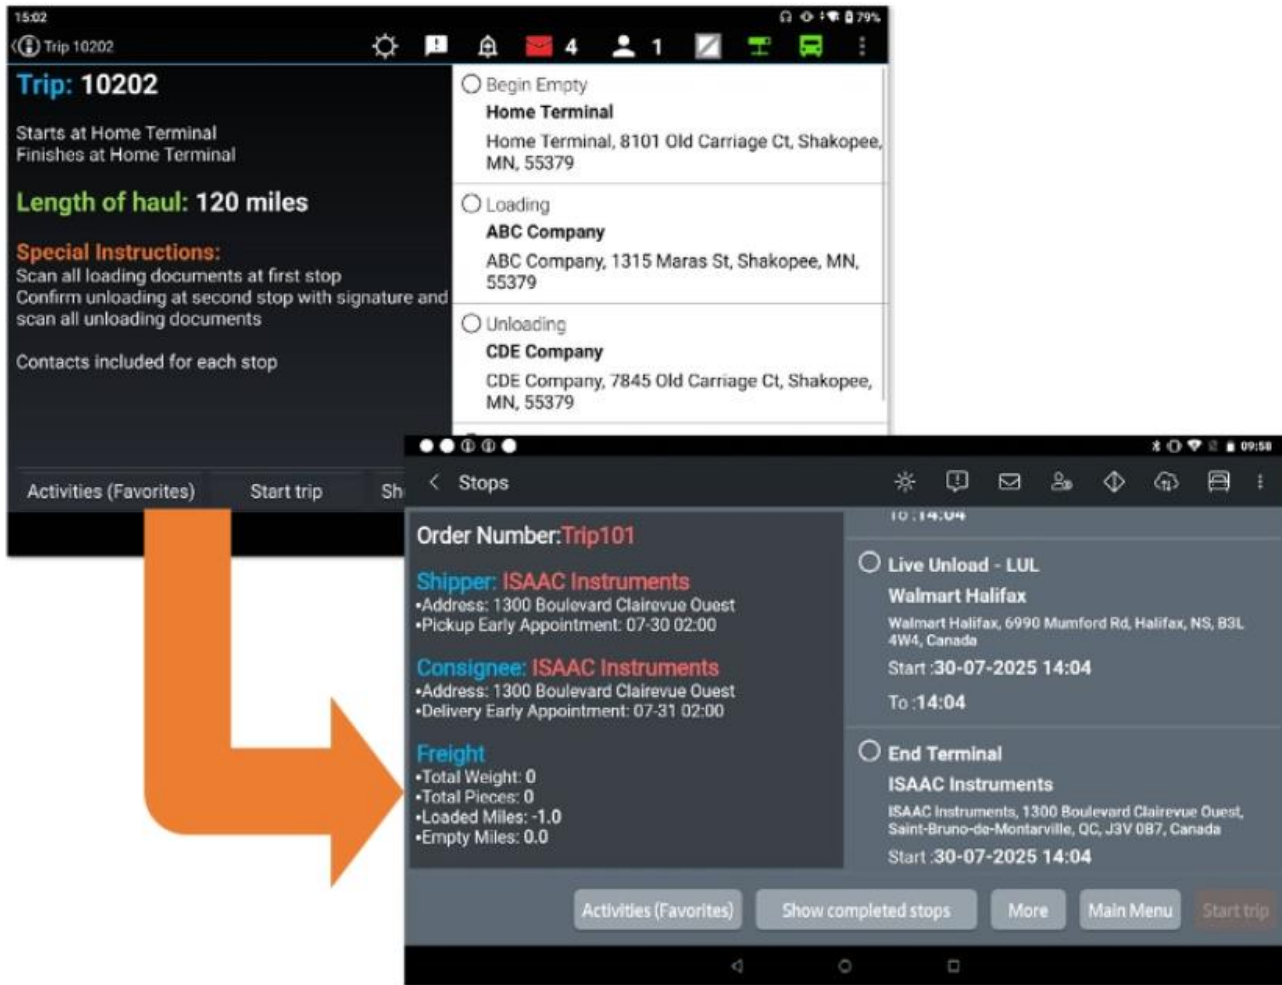 15:02
79%
Trip 10202
4
1
Trip: 10202
Starts at Home Terminal
Finishes at Home Terminal
Length of haul: 120 miles
Special Instructions:
Scan all loading documents at first stop
Confirm unloading at second stop with signature and
scan all unloading documents
Contacts included for each stop
Activities (Favorites)
Start trip
Sh
Begin Empty
Home Terminal
Home Terminal, 8101 Old Carriage Ct, Shakopee,
MN, 55379
Loading
ABC Company
ABC Company, 1315 Maras St, Shakopee, MN,
55379
Unloading
CDE Company
CDE Company, 7845 Old Carriage Ct, Shakopee,
MN, 55379
09:58
Stops
Order Number:Trip101
Shipper: ISAAC Instruments
•Address: 1300 Boulevard Clairevue Ouest
•Pickup Early Appointment: 07-30 02:00
Consignee: ISAAC Instruments
•Address: 1300 Boulevard Clairevue Ouest
•Delivery Early Appointment: 07-31 02:00
Freight
•Total Weight: 0
•Total Pieces: 0
•Loaded Miles: -1.0
•Empty Miles: 0.0
To :14:04
Live Unload - LUL
Walmart Halifax
Walmart Halifax, 6990 Mumford Rd, Halifax, NS, B3L
4W4, Canada
Start :30-07-2025 14:04
To :14:04
End Terminal
ISAAC Instruments
ISAAC Instruments, 1300 Boulevard Clairevue Ouest,
Saint-Bruno-de-Montarville, QC, J3V 0B7, Canada
Start :30-07-2025 14:04
Activities (Favorites)
Show completed stops
More
Main Menu
Start trip